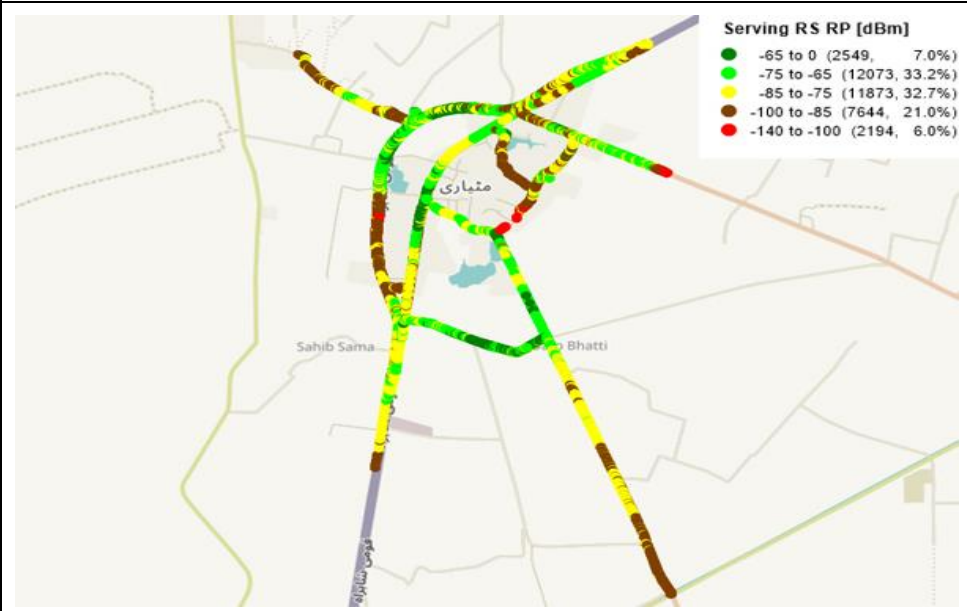 Serving RS RP [dBm]
-65 to 0 (2549, 7.0%)
-75 to -65 (12073, 33.2%)
-85 to -75 (11873, 32.7%)
-100 to -85 (7644, 21.0%)
-140 to -100 (2194, 6.0%)
مٹیاری
Sahib Sama
Bhatti
قومی شاہراہ